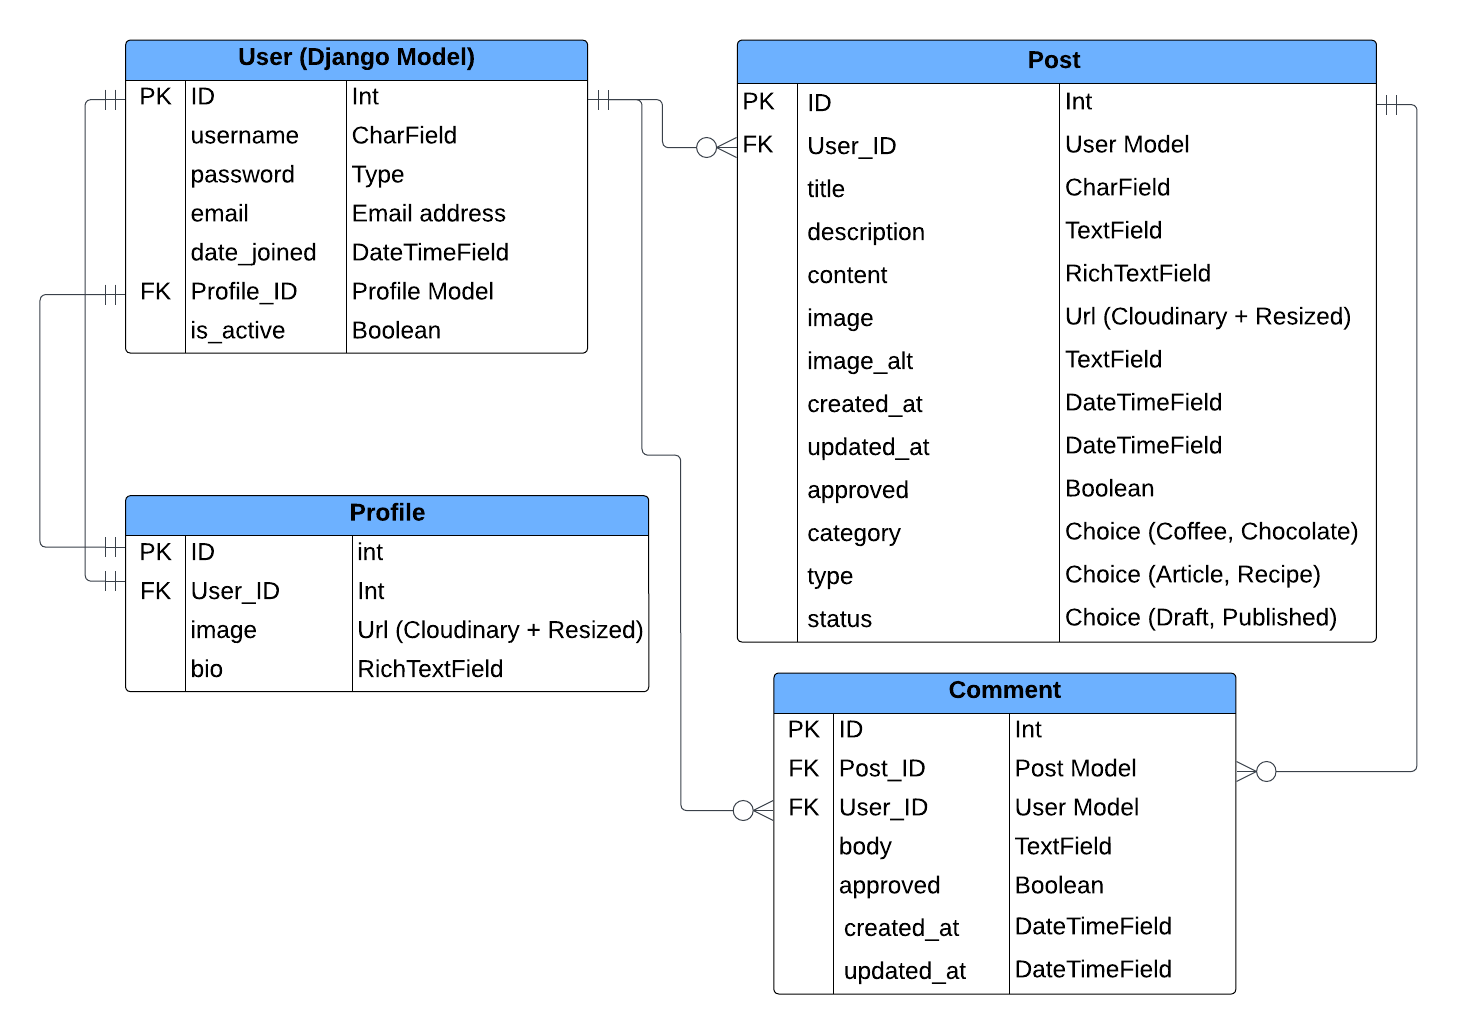 User (Django Model)
PK ID Int
username CharField
password Type
email Email address
date_joined DateTimeField
FK Profile_ID Profile Model
is_active Boolean
Post
PK ID Int
FK User_ID User Model
title CharField
description TextField
content RichTextField
image Url (Cloudinary + Resized)
image_alt TextField
created_at DateTimeField
updated_at DateTimeField
approved Boolean
category Choice (Coffee, Chocolate)
type Choice (Article, Recipe)
status Choice (Draft, Published)
Profile
PK ID int
FK User_ID Int
image Url (Cloudinary + Resized)
bio RichTextField
Comment
PK ID Int
FK Post_ID Post Model
FK User_ID User Model
body TextField
approved Boolean
created_at DateTimeField
updated_at DateTimeField